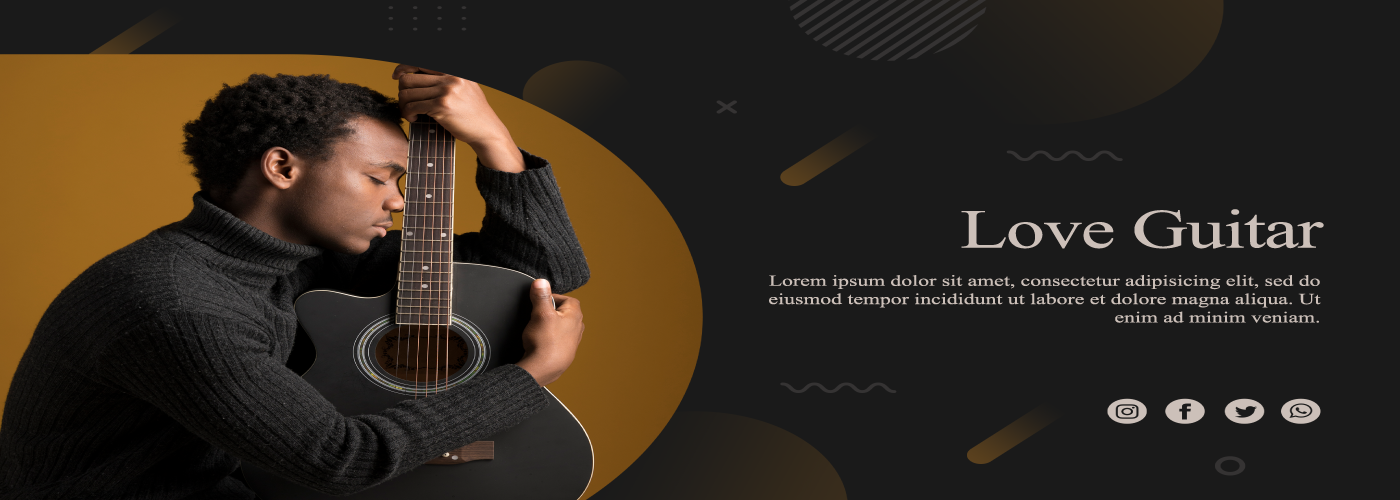 Love Guitar
Lorem ipsum dolor sit amet, consectetur adipisicing elit, sed do
eiusmod tempor incididunt ut labore et dolore magna aliqua. Ut
enim ad minim veniam.